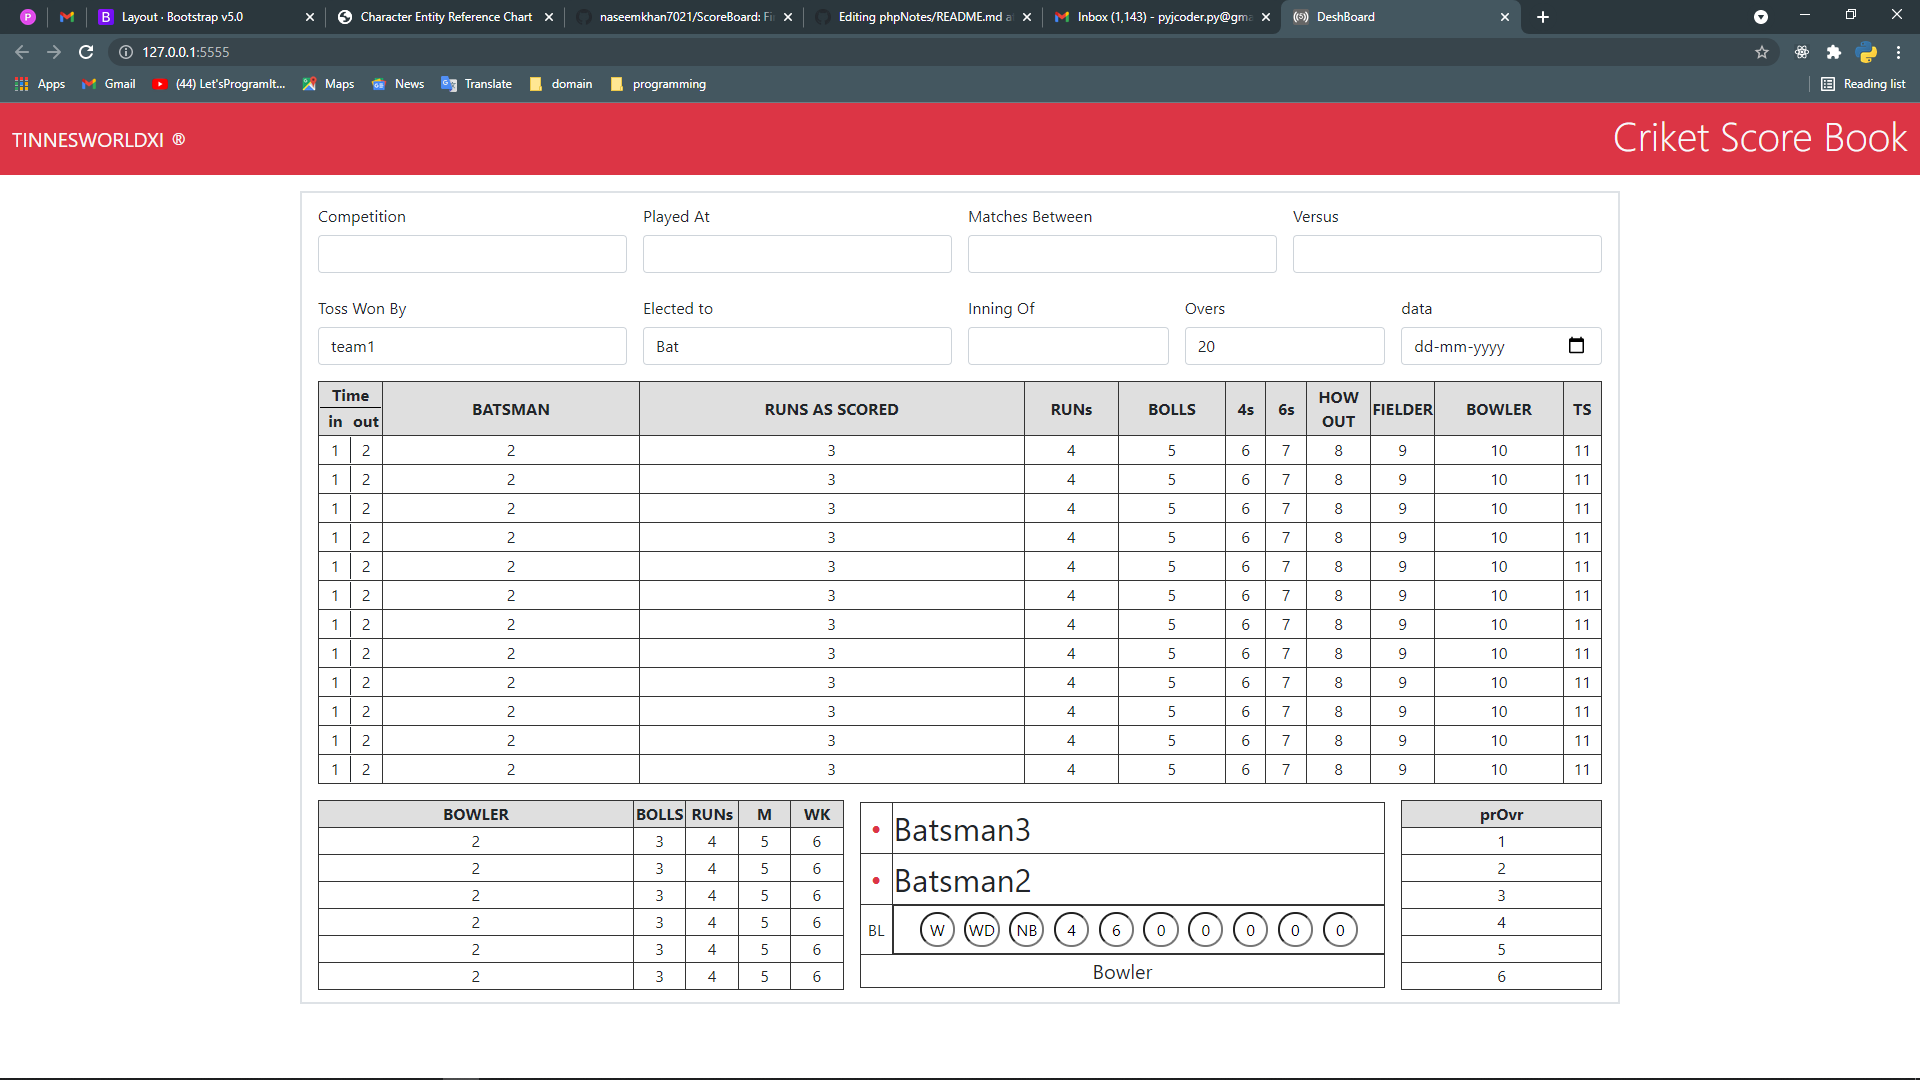 P
B Layout · Bootstrap v5.0
Character Entity Reference Chart
naseemkhan7021/ScoreBoard: Fi
Editing phpNotes/README.md a
Inbox (1,143) - pyjcoder.py@gma
DeshBoard
127.0.0.1:5555
Apps Gmail (44) Let'sProgramIt... Maps News Translate domain programming Reading list
TINNESWORLDXI ® Criket Score Book
Competition Played At Matches Between Versus
Toss Won By Elected to Inning Of Overs data
team1 Bat 20 dd-mm-yyyy
Time in out BATSMAN RUNS AS SCORED RUNs BOLLS 4s 6s HOW OUT FIELDER BOWLER TS
1 2 2 3 4 5 6 7 8 9 10 11
1 2 2 3 4 5 6 7 8 9 10 11
1 2 2 3 4 5 6 7 8 9 10 11
1 2 2 3 4 5 6 7 8 9 10 11
1 2 2 3 4 5 6 7 8 9 10 11
1 2 2 3 4 5 6 7 8 9 10 11
1 2 2 3 4 5 6 7 8 9 10 11
1 2 2 3 4 5 6 7 8 9 10 11
1 2 2 3 4 5 6 7 8 9 10 11
1 2 2 3 4 5 6 7 8 9 10 11
1 2 2 3 4 5 6 7 8 9 10 11
1 2 2 3 4 5 6 7 8 9 10 11
BOWLER BOLLS RUNs M WK
2 3 4 5 6
2 3 4 5 6
2 3 4 5 6
2 3 4 5 6
2 3 4 5 6
2 3 4 5 6
• Batsman3
• Batsman2
BL W WD NB 4 6 0 0 0 0 0
Bowler
prOvr
1
2
3
4
5
6